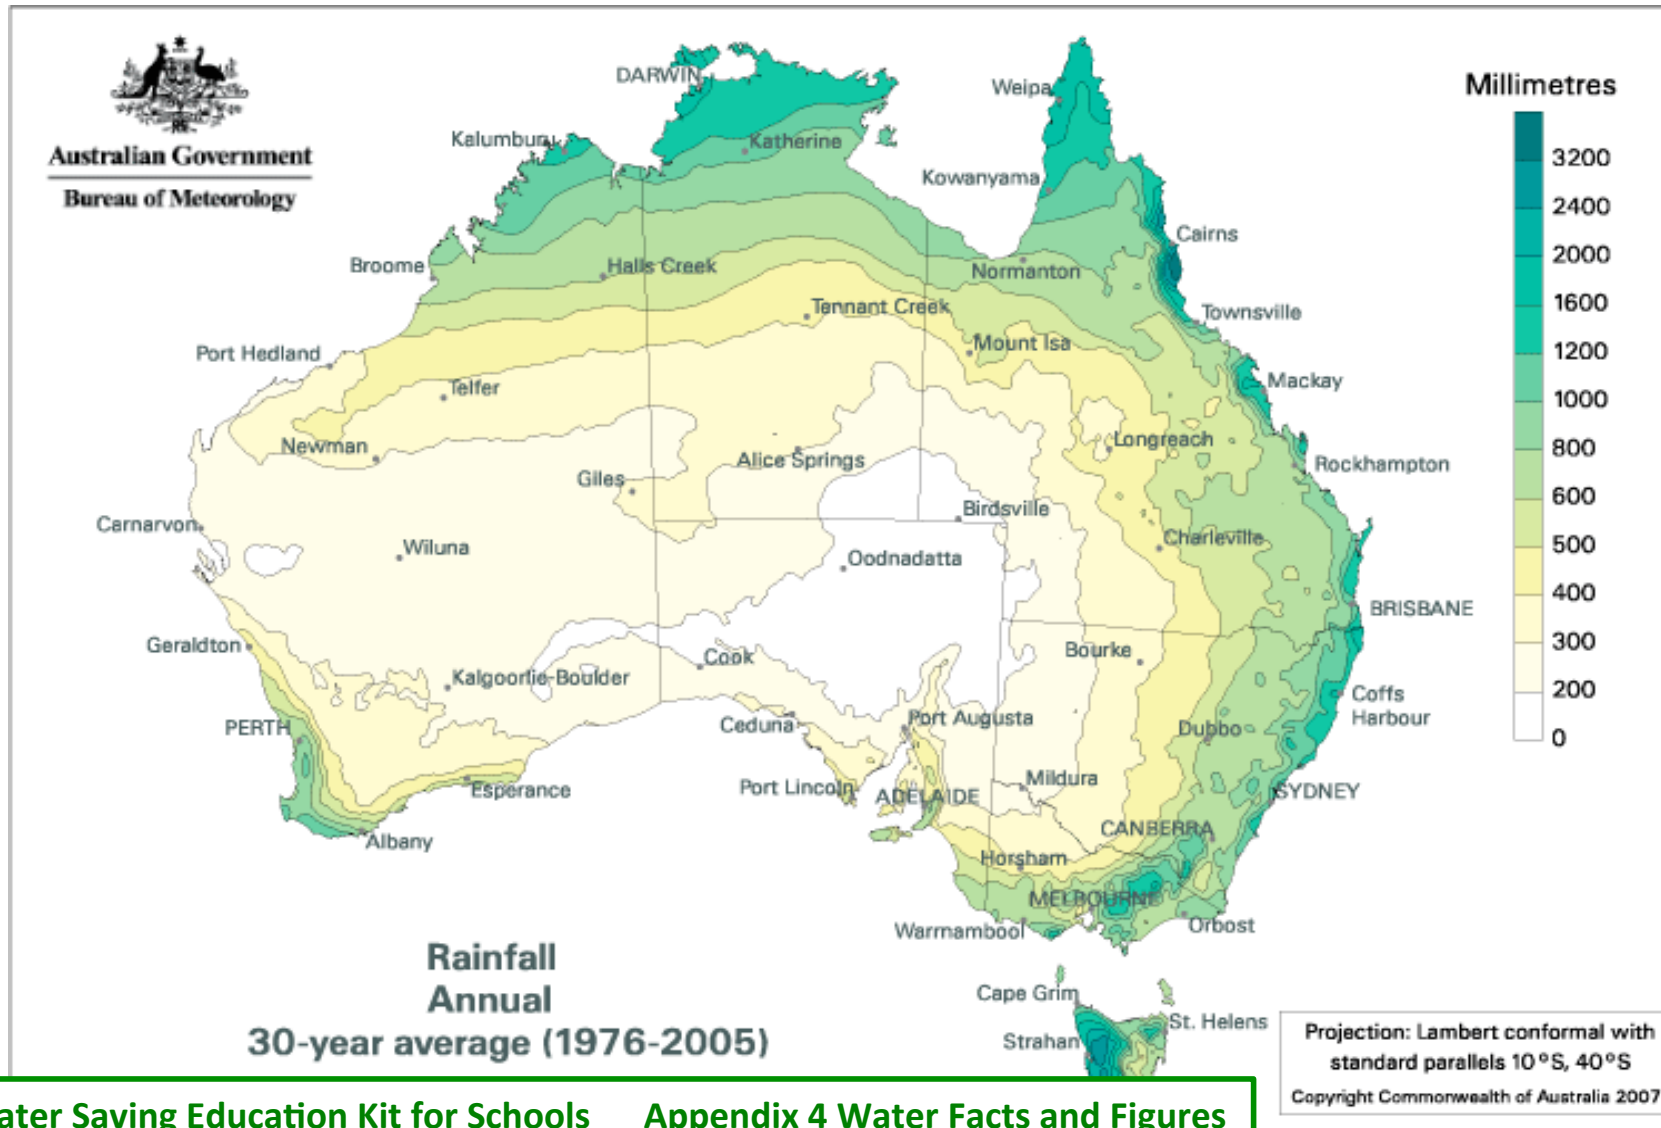 Australian Government
Bureau of Meteorology
DARWIN
Weipa
Kalumburu
Katherine
Kowanyama
Cairns
Broome
Halls Creek
Normanton
Tennant Creek
Townsville
Port Hedland
Mount Isa
Telfer
Mackay
Newman
Longreach
Alice Springs
Rockhampton
Giles
Birdsville
Carnarvon
Charleville
Wiluna
Oodnadatta
BRISBANE
Geraldton
Bourke
Cook
Kalgoorlie-Boulder
Coffs
Harbour
PERTH
Ceduna
Port Augusta
Dubbo
Mildura
Esperance
Port Lincoln
ADELAIDE
SYDNEY
Albany
CANBERRA
Horsham
MELBOURNE
Warrnambool
Orbost
Cape Grim
St. Helens
Strahan
Millimetres
3200
2400
2000
1600
1200
1000
800
600
500
400
300
200
0
Rainfall
Annual
30-year average (1976-2005)
Projection: Lambert conformal with
standard parallels 10°S, 40°S
Copyright Commonwealth of Australia 2007
ater Saving Education Kit for Schools Appendix 4 Water Facts and Figures